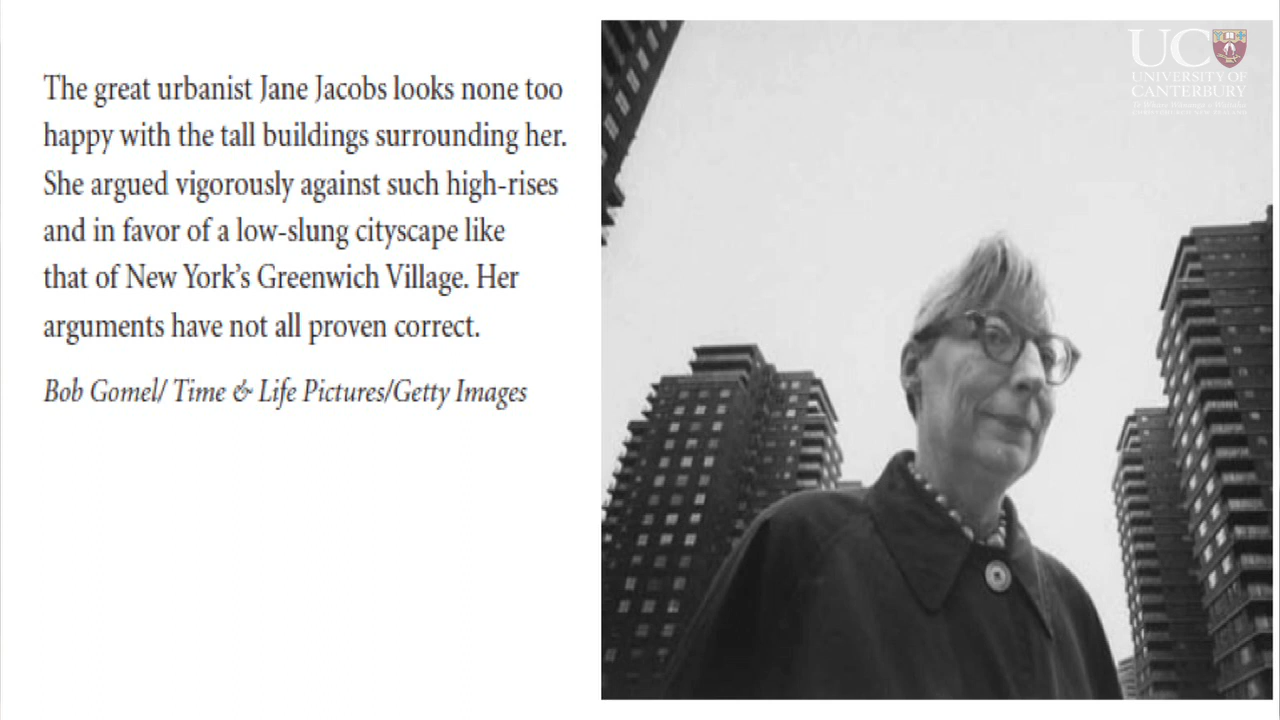 The great urbanist Jane Jacobs looks none too
happy with the tall buildings surrounding her.
She argued vigorously against such high-rises
and in favor of a low-slung cityscape like
that of New York's Greenwich Village. Her
arguments have not all proven correct.
Bob Gomel/ Time & Life Pictures/Getty Images
UC
UNIVERSITY OF
CANTERBURY